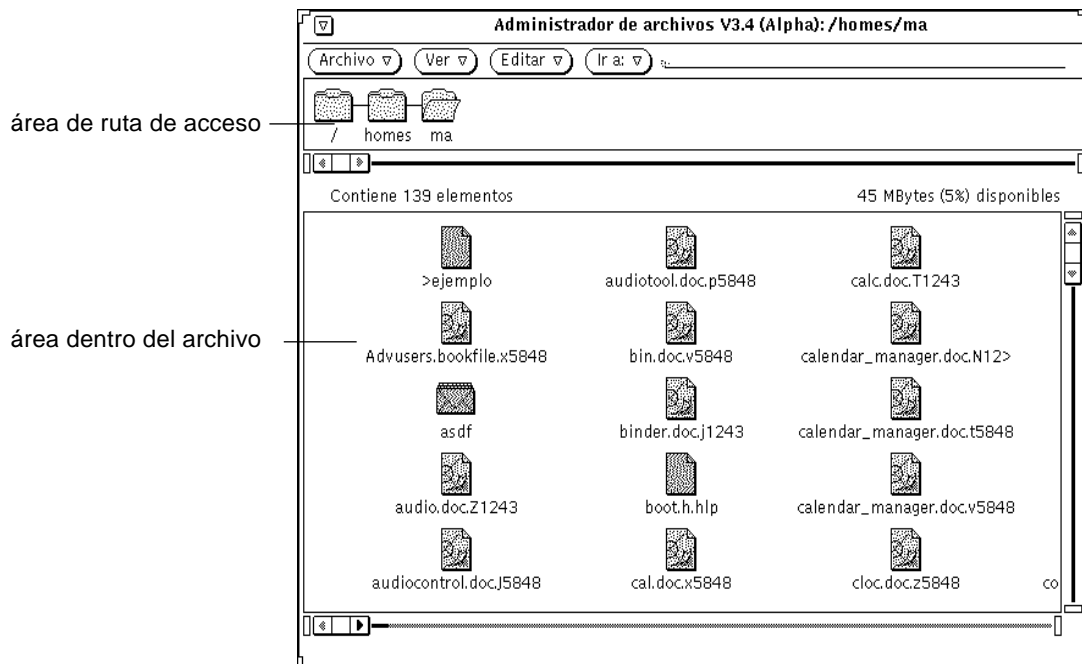 Administrador de archivos V3.4 (Alpha): /homes/ma
Archivo Ver Editar Ir a:
área de ruta de acceso
/ homes ma
Contiene 139 elementos 45 MBytes (5%) disponibles
>ejemplo audiotool.doc.p5848 calc.doc.T1243
área dentro del archivo
Advusers.bookfile.x5848 bin.doc.v5848 calendar_manager.doc.N12>
asdf binder.doc.j1243 calendar_manager.doc.t5848
audio.doc.Z1243 boot.h.hlp calendar_manager.doc.v5848
audiocontrol.doc.J5848 cal.doc.x5848 cloc.doc.z5848 co